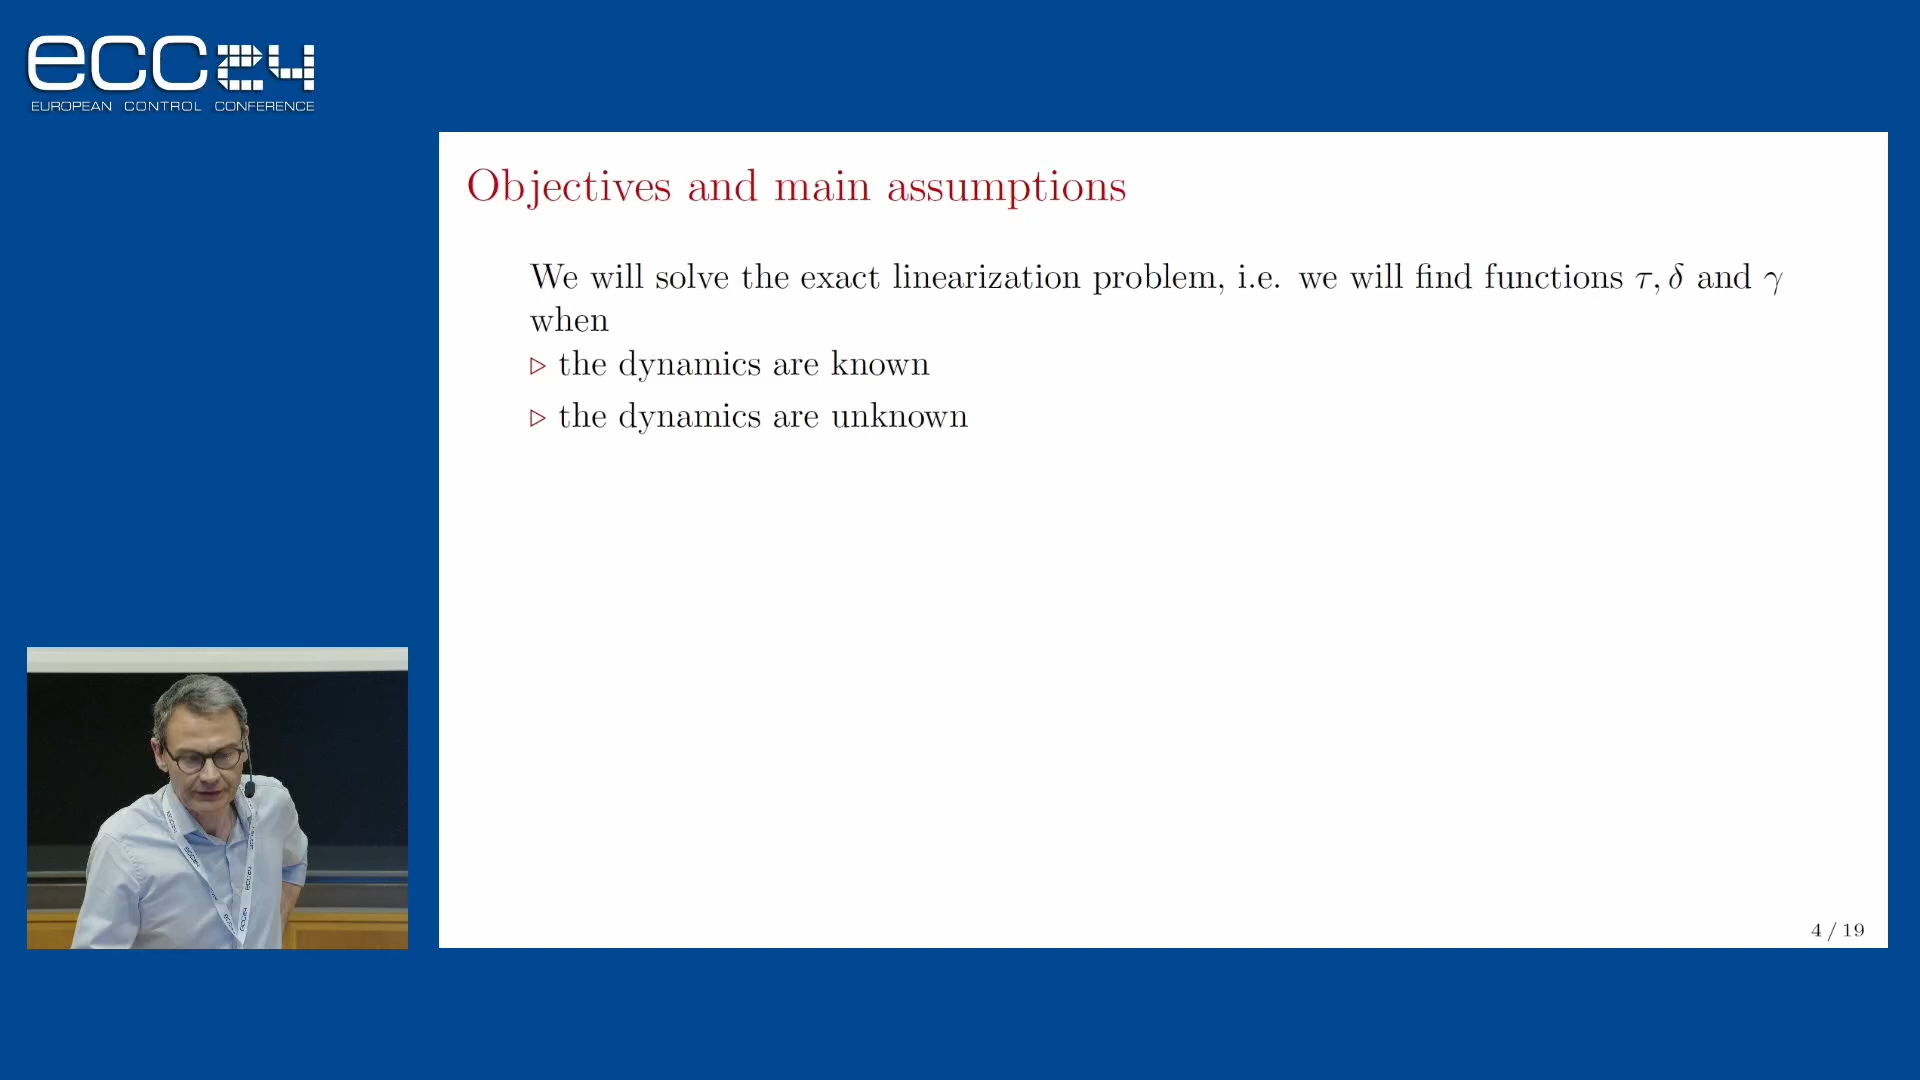 ecc24
EUROPEAN CONTROL CONFERENCE
Objectives and main assumptions
We will solve the exact linearization problem, i.e. we will find functions τ, δ and γ
when
▷ the dynamics are known
▷ the dynamics are unknown
4 / 19